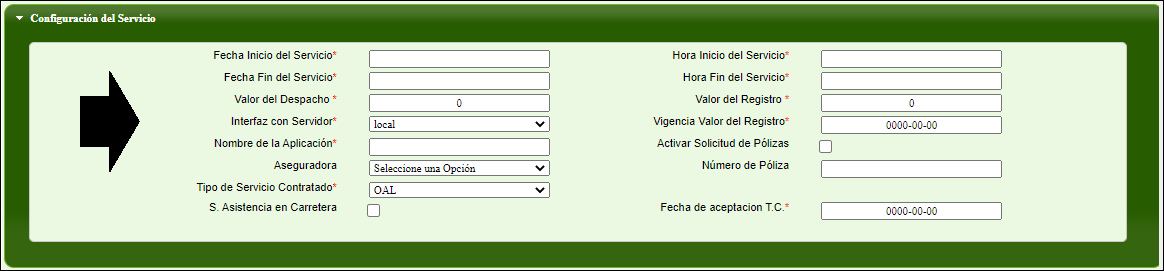 Configuración del Servicio
Fecha Inicio del Servicio* Hora Inicio del Servicio*
Fecha Fin del Servicio* Hora Fin del Servicio*
Valor del Despacho * 0 Valor del Registro * 0
Interfaz con Servidor* local Vigencia Valor del Registro* 0000-00-00
Nombre de la Aplicación* Activar Solicitud de Pólizas
Aseguradora Seleccione una Opción Número de Póliza
Tipo de Servicio Contratado* OAL
S. Asistencia en Carretera Fecha de aceptacion T.C.* 0000-00-00